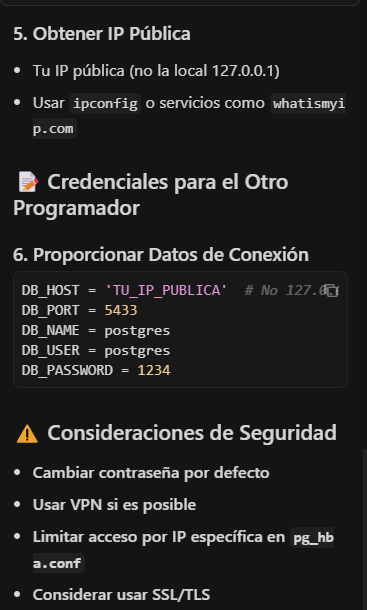 5. Obtener IP Pública
• Tu IP pública (no la local 127.0.0.1)
• Usar ipconfig o servicios como whatismyi
p.com
📝 Credenciales para el Otro
Programador
6. Proporcionar Datos de Conexión
DB_HOST = 'TU_IP_PUBLICA'  # No 127.0.
DB_PORT = 5433
DB_NAME = postgres
DB_USER = postgres
DB_PASSWORD = 1234
⚠️ Consideraciones de Seguridad
• Cambiar contraseña por defecto
• Usar VPN si es posible
• Limitar acceso por IP específica en pg_hb
a.conf
• Considerar usar SSL/TLS